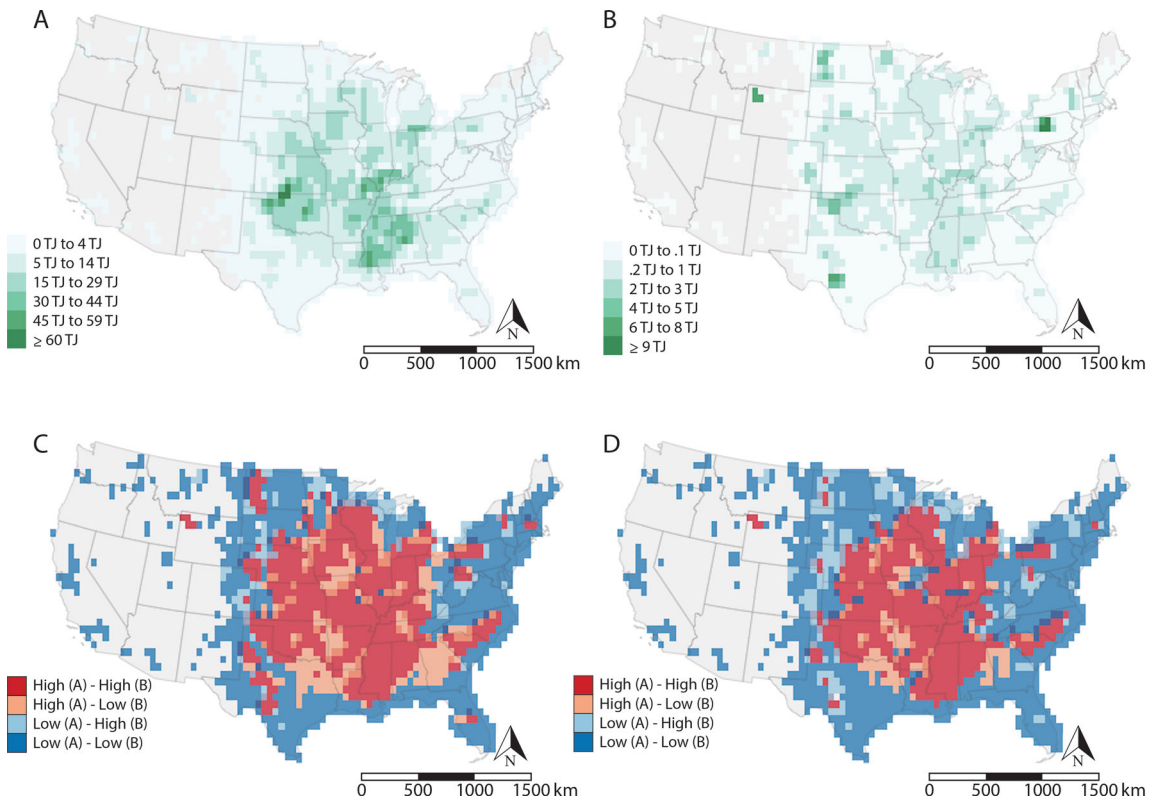 A
0 TJ to 4 TJ
5 TJ to 14 TJ
15 TJ to 29 TJ
30 TJ to 44 TJ
45 TJ to 59 TJ
≥ 60 TJ
N
0 500 1000 1500 km
B
0 TJ to .1 TJ
.2 TJ to 1 TJ
2 TJ to 3 TJ
4 TJ to 5 TJ
6 TJ to 8 TJ
≥ 9 TJ
N
0 500 1000 1500 km
C
High (A) - High (B)
High (A) - Low (B)
Low (A) - High (B)
Low (A) - Low (B)
N
0 500 1000 1500 km
D
High (A) - High (B)
High (A) - Low (B)
Low (A) - High (B)
Low (A) - Low (B)
N
0 500 1000 1500 km